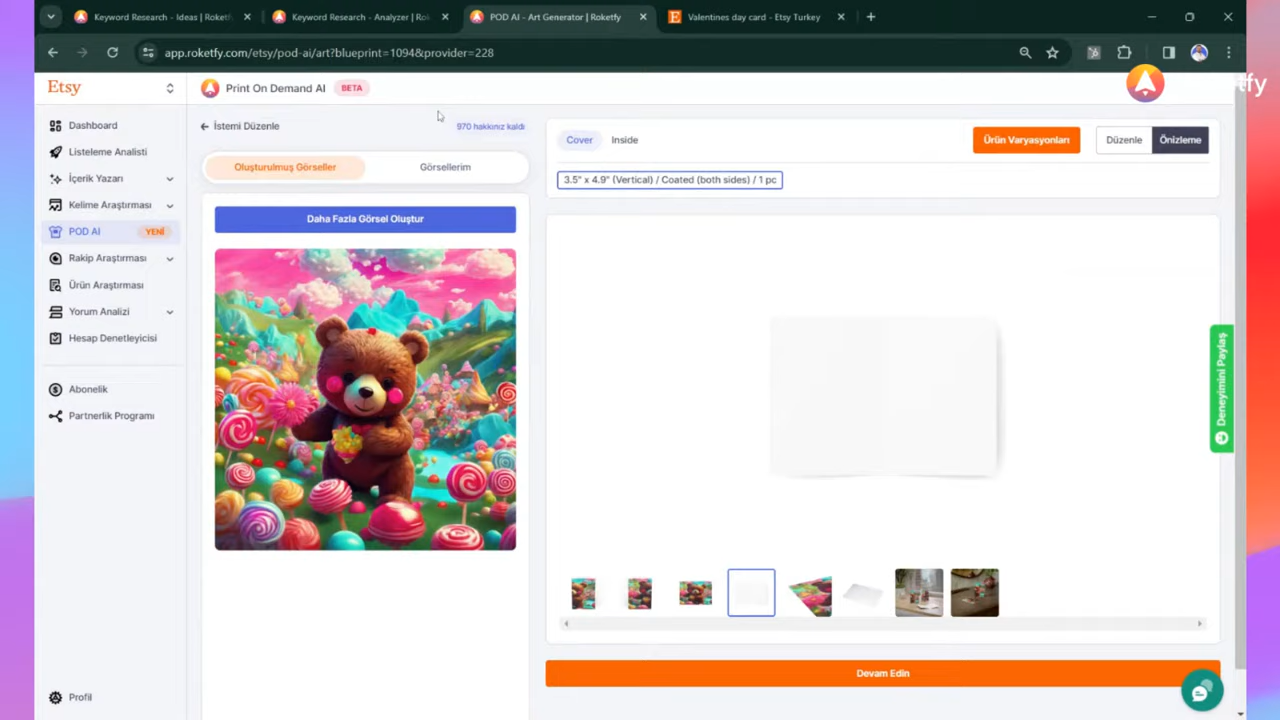 Keyword Research - Ideas | Roketf
Keyword Research - Analyzer | Ro
POD AI - Art Generator | Roketfy
Valentines day card - Etsy Turkey
app.roketfy.com/etsy/pod-ai/art?blueprint=1094&provider=228
Etsy
Print On Demand AI
BETA
tfy
Dashboard
Listeleme Analisti
İçerik Yazarı
Kelime Araştırması
POD AI
YENİ
Rakip Araştırması
Ürün Araştırması
Yorum Analizi
Hesap Denetleyicisi
Abonelik
Partnerlik Programı
Profil
İstemi Düzenle
970 hakkınız kaldı
Oluşturulmuş Görseller
Görsellerim
Daha Fazla Görsel Oluştur
Cover
Inside
Ürün Varyasyonları
Düzenle
Önizleme
3.5" x 4.9" (Vertical) / Coated (both sides) / 1 pc
Deneyimini Paylaş
Devam Edin